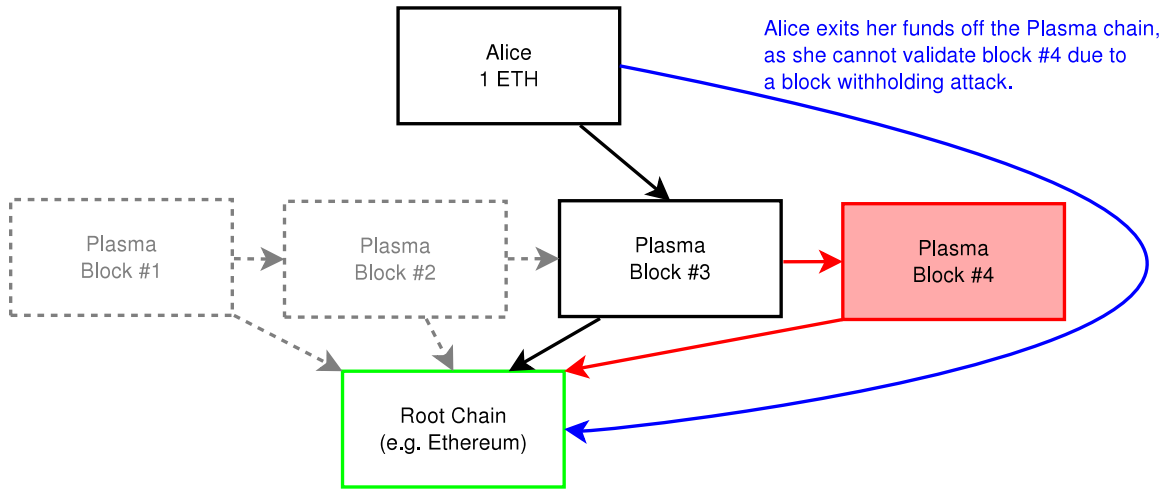 Alice exits her funds off the Plasma chain,
as she cannot validate block #4 due to
a block withholding attack.
Alice
1 ETH
Plasma
Block #1
Plasma
Block #2
Plasma
Block #3
Plasma
Block #4
Root Chain
(e.g. Ethereum)